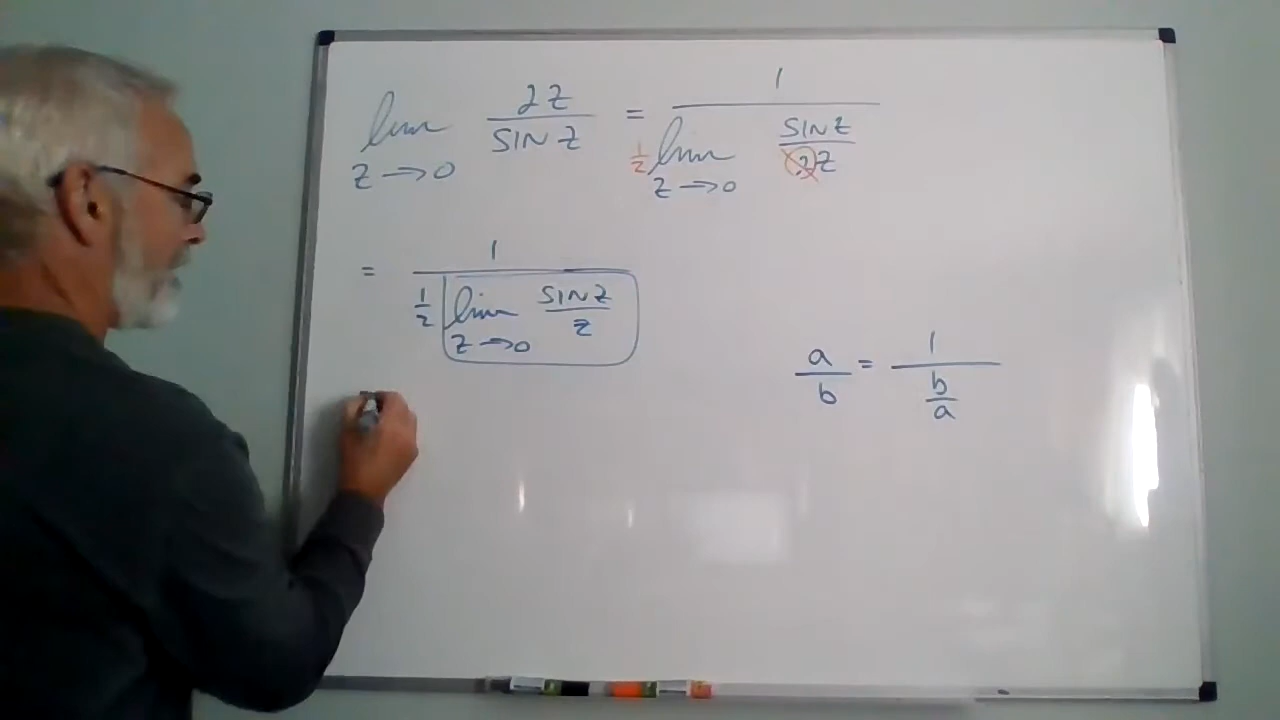 lim z→0 2z/SIN z = 1/(1/2 lim z→0 SIN z/2z)
= 1/(1/2 lim z→0 SIN z/z)
a/b = 1/(b/a)